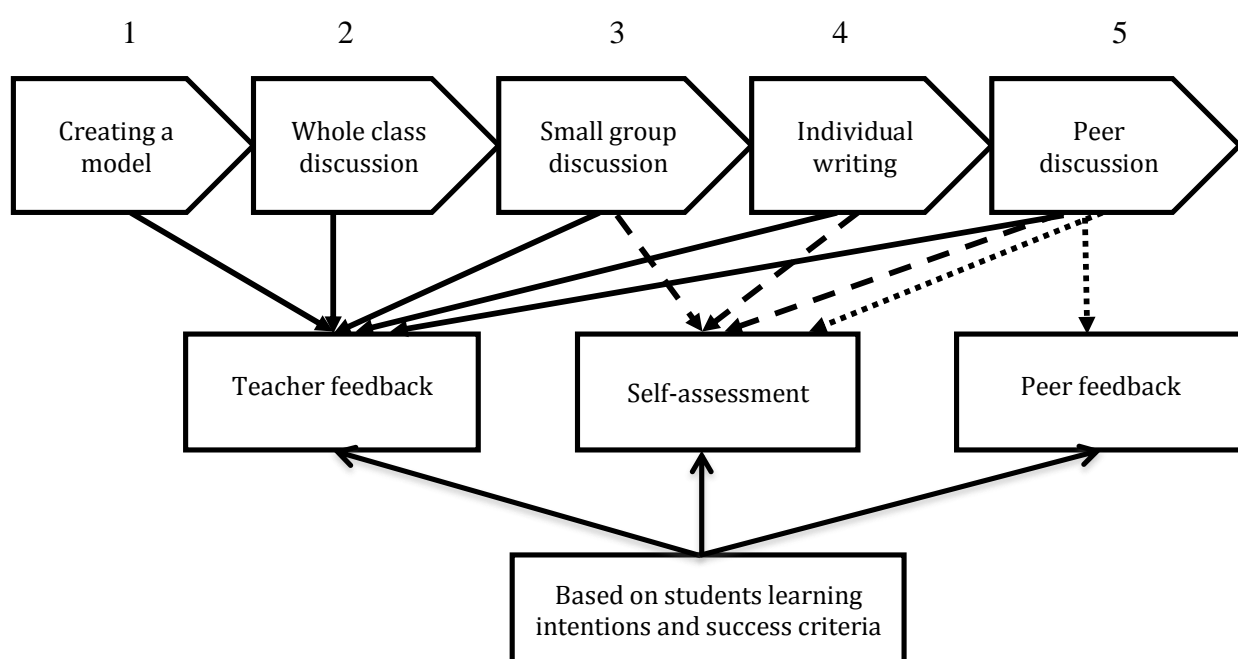 1 2 3 4 5
Creating a model
Whole class discussion
Small group discussion
Individual writing
Peer discussion
Teacher feedback
Self-assessment
Peer feedback
Based on students learning
intentions and success criteria